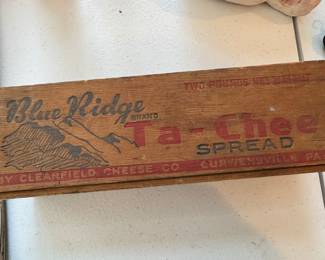 TWO POUNDS NET WEIGHT
Blue Ridge
BRAND
Ta-Chee
SPREAD
BY CLEARFIELD CHEESE CO. CURWENSVILLE PA